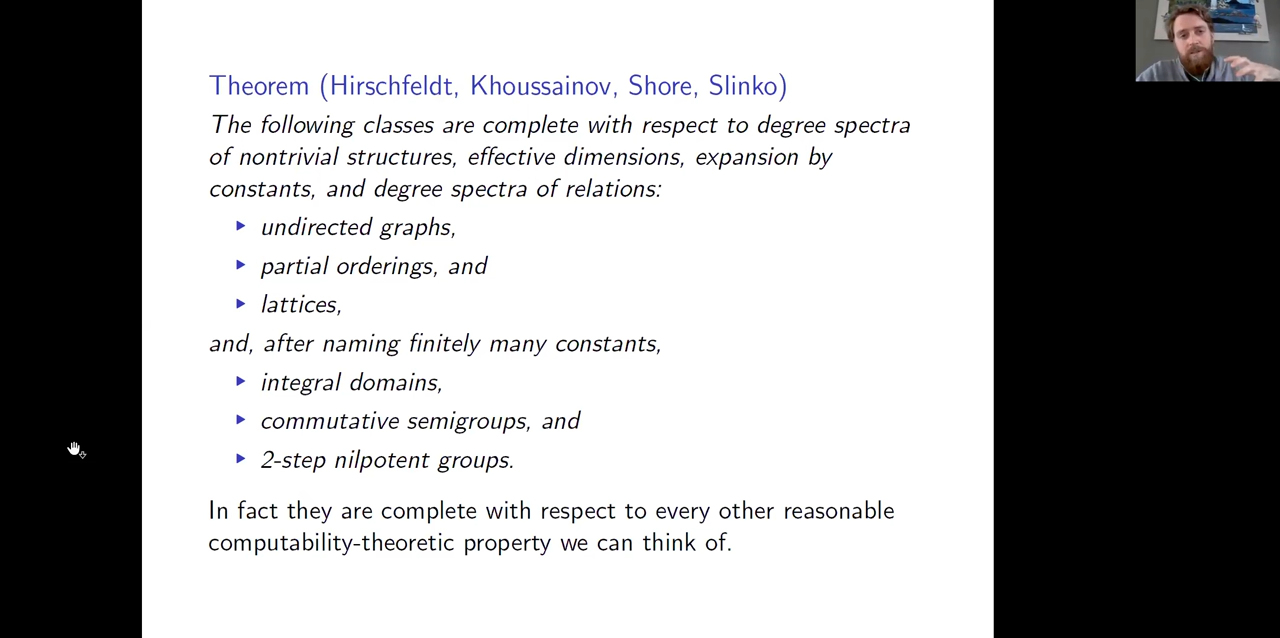 Theorem (Hirschfeldt, Khoussainov, Shore, Slinko)
The following classes are complete with respect to degree spectra
of nontrivial structures, effective dimensions, expansion by
constants, and degree spectra of relations:
▶ undirected graphs,
▶ partial orderings, and
▶ lattices,
and, after naming finitely many constants,
▶ integral domains,
▶ commutative semigroups, and
▶ 2-step nilpotent groups.
In fact they are complete with respect to every other reasonable
computability-theoretic property we can think of.